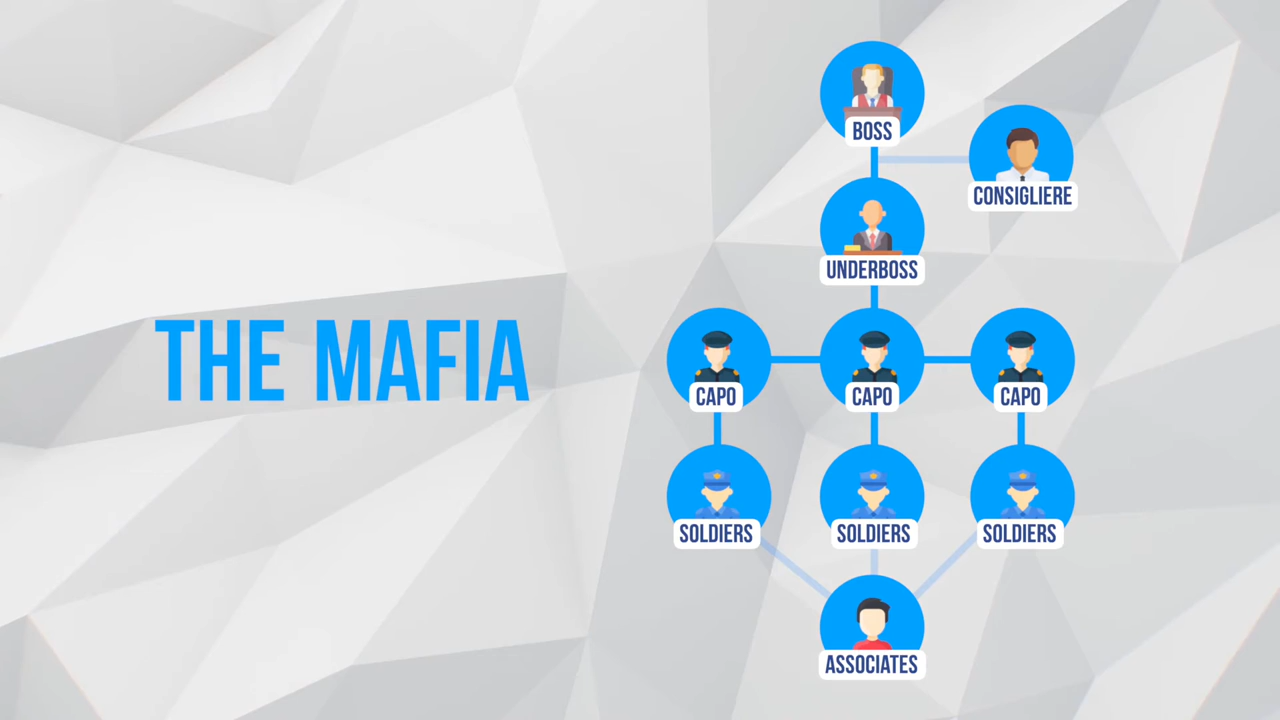 THE MAFIA
BOSS
CONSIGLIERE
UNDERBOSS
CAPO
CAPO
CAPO
SOLDIERS
SOLDIERS
SOLDIERS
ASSOCIATES